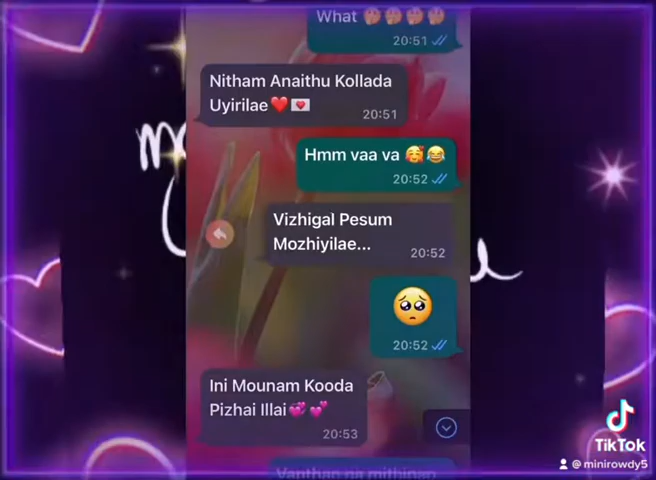 What 🤔🤔🤔🤔
20:51
Nitham Anaithu Kollada
Uyirilae❤️💌
20:51
Hmm vaa va 🥰😂
20:52
Vizhigal Pesum
Mozhiyilae...
20:52
🥺
20:52
Ini Mounam Kooda
Pizhai Illai💞💕
20:53
TikTok
@minirowdy5